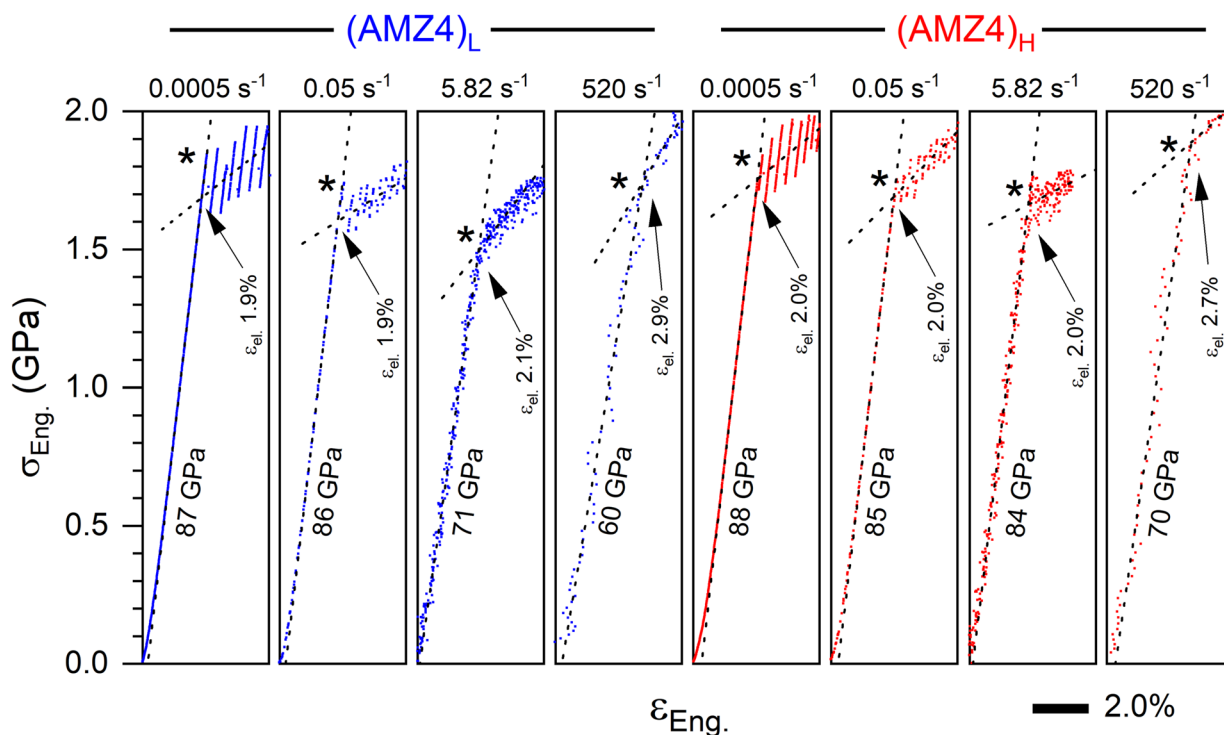 (AMZ4)L (AMZ4)H
0.0005 s-1 0.05 s-1 5.82 s-1 520 s-1 0.0005 s-1 0.05 s-1 5.82 s-1 520 s-1
2.0
1.5
1.0
0.5
0.0
σEng. (GPa)
* * * * * * * *
εel. 1.9%
εel. 1.9%
εel. 2.1%
εel. 2.9%
εel. 2.0%
εel. 2.0%
εel. 2.0%
εel. 2.7%
87 GPa
86 GPa
71 GPa
60 GPa
88 GPa
85 GPa
84 GPa
70 GPa
εEng.
2.0%